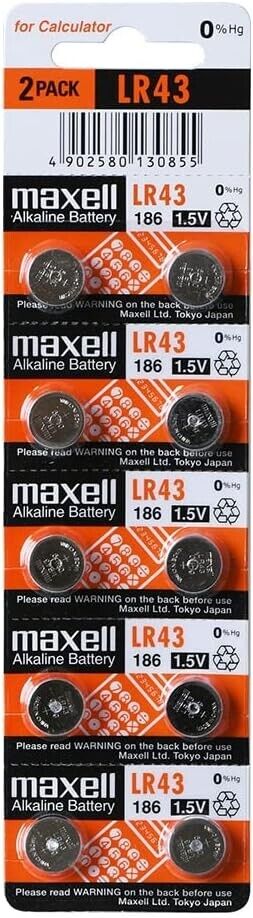 for Calculator
0%Hg
2 PACK LR43
4 902580 130855
maxell LR43 0%Hg
Alkaline Battery 186 1.5V
Please read WARNING on the back before use
Maxell Ltd. Tokyo Japan
maxell LR43 0%Hg
Alkaline Battery 186 1.5V
Please read WARNING on the back before use
Maxell Ltd. Tokyo Japan
maxell LR43 0%Hg
Alkaline Battery 186 1.5V
Please read WARNING on the back before use
Maxell Ltd. Tokyo Japan
maxell LR43 0%Hg
Alkaline Battery 186 1.5V
Please read WARNING on the back before use
Maxell Ltd. Tokyo Japan
maxell LR43 0%Hg
Alkaline Battery 186 1.5V